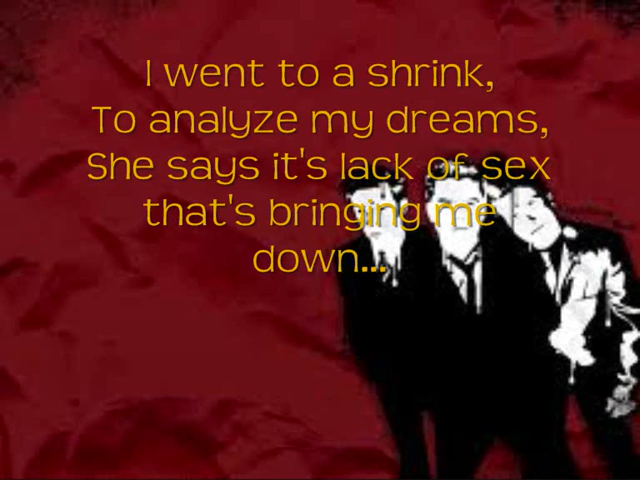 I went to a shrink,
To analyze my dreams,
She says it's lack of sex
that's bringing me
down...